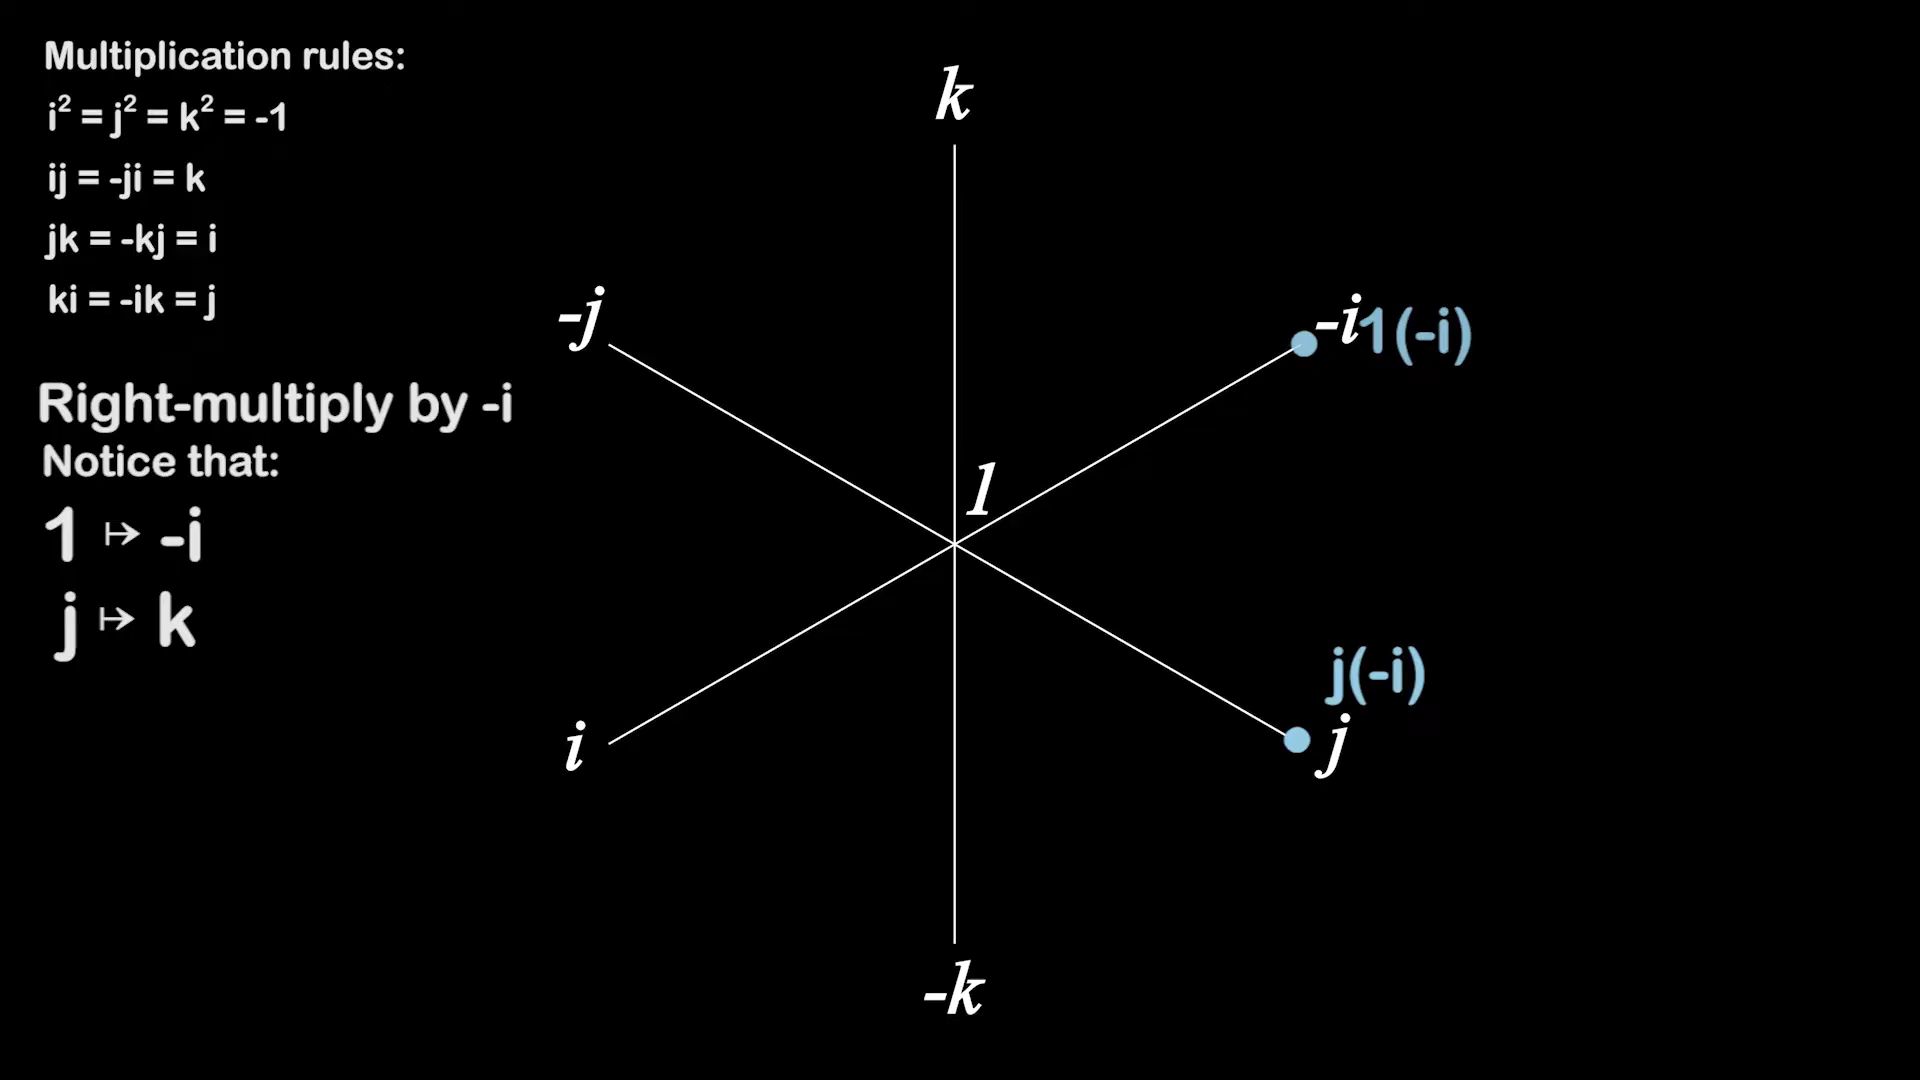 Multiplication rules:
i² = j² = k² = -1
ij = -ji = k
jk = -kj = i
ki = -ik = j
Right-multiply by -i
Notice that:
1 ↦ -i
j ↦ k
k
-j
-i
1(-i)
1
j(-i)
i
j
-k